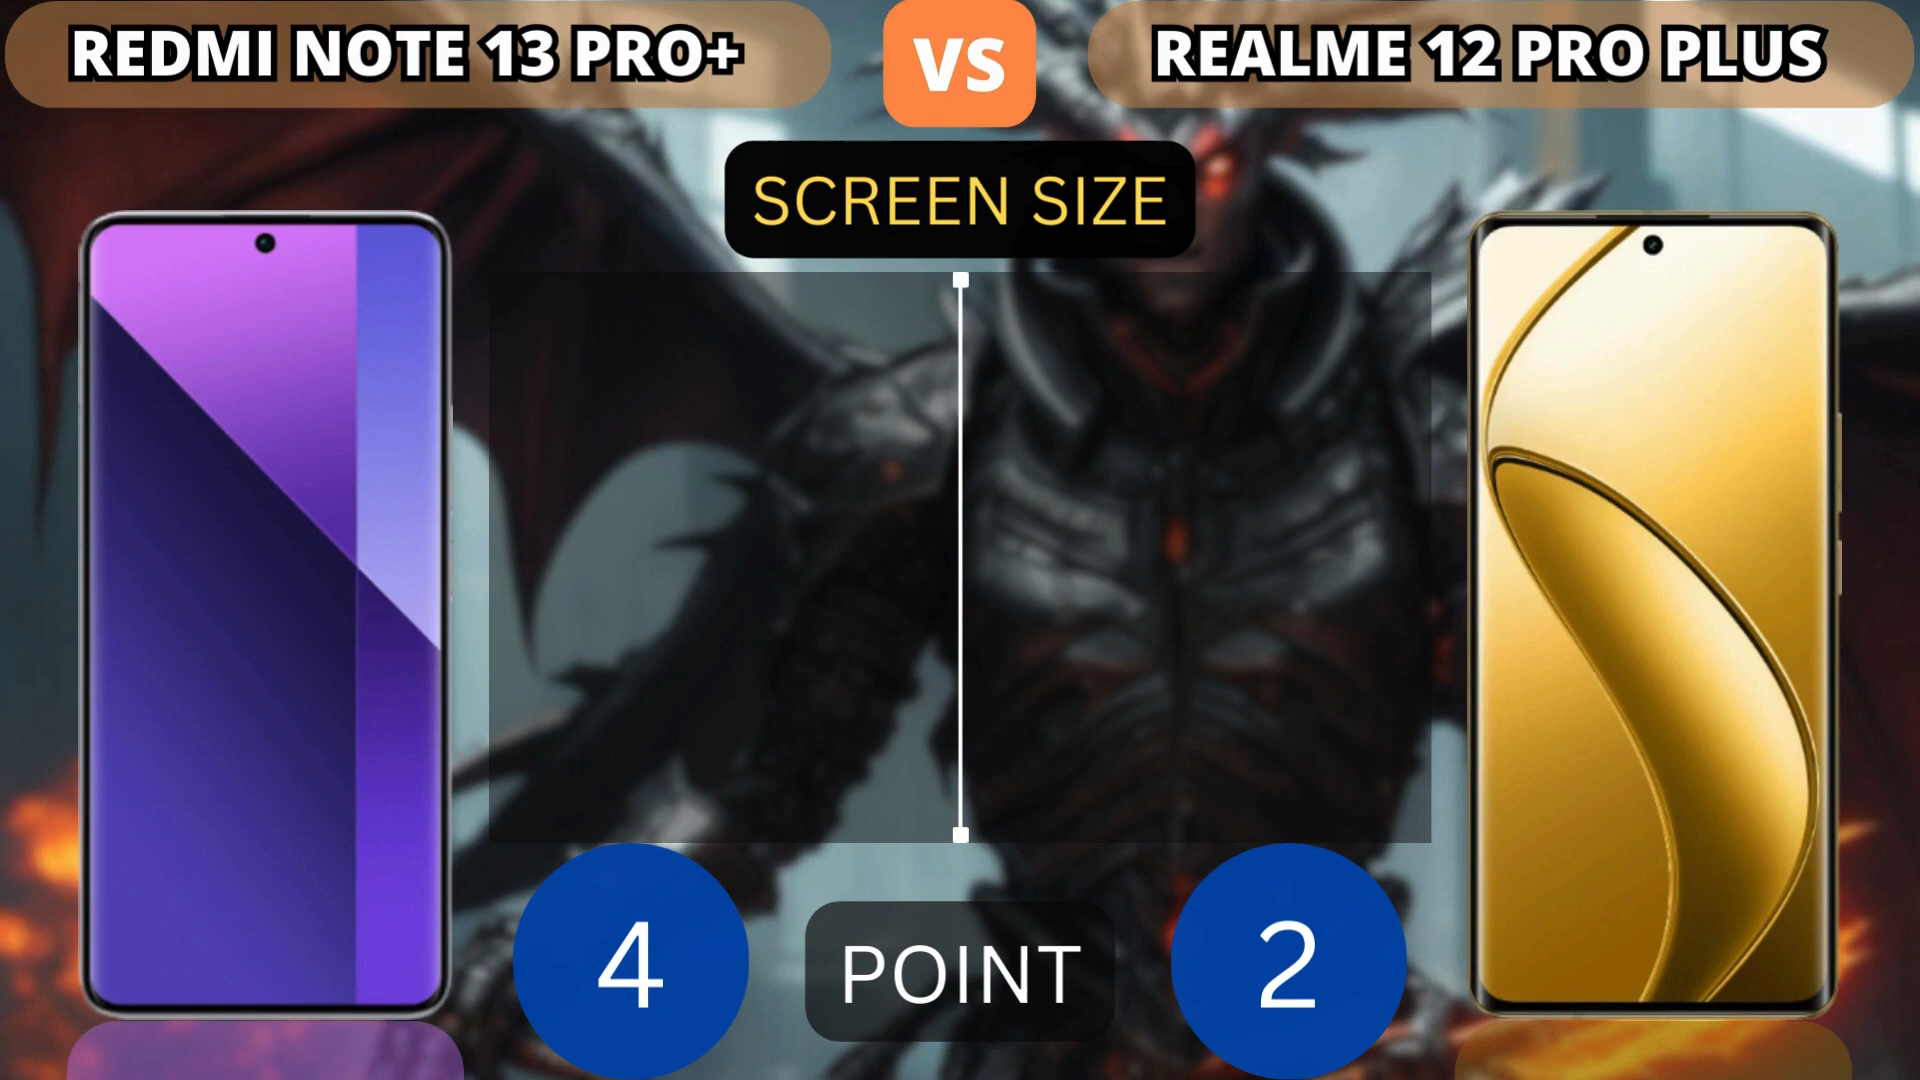 REDMI NOTE 13 PRO+
VS
REALME 12 PRO PLUS
SCREEN SIZE
4
POINT
2